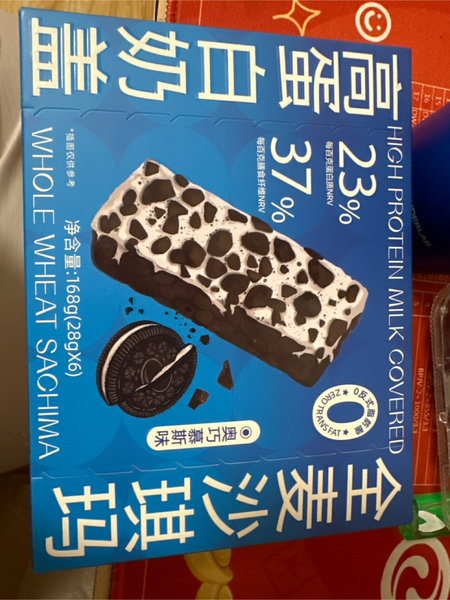 高蛋白奶盖
HIGH PROTEIN MILK COVERED
23%
每百克蛋白质NRV
37%
每百克膳食纤维NRV
0反式脂肪酸
0
ZERO TRANS FAT
奥巧慕斯味
净含量:168g(28gX6)
*插图仅供参考
WHOLE WHEAT SACHIMA
全麦沙琪玛